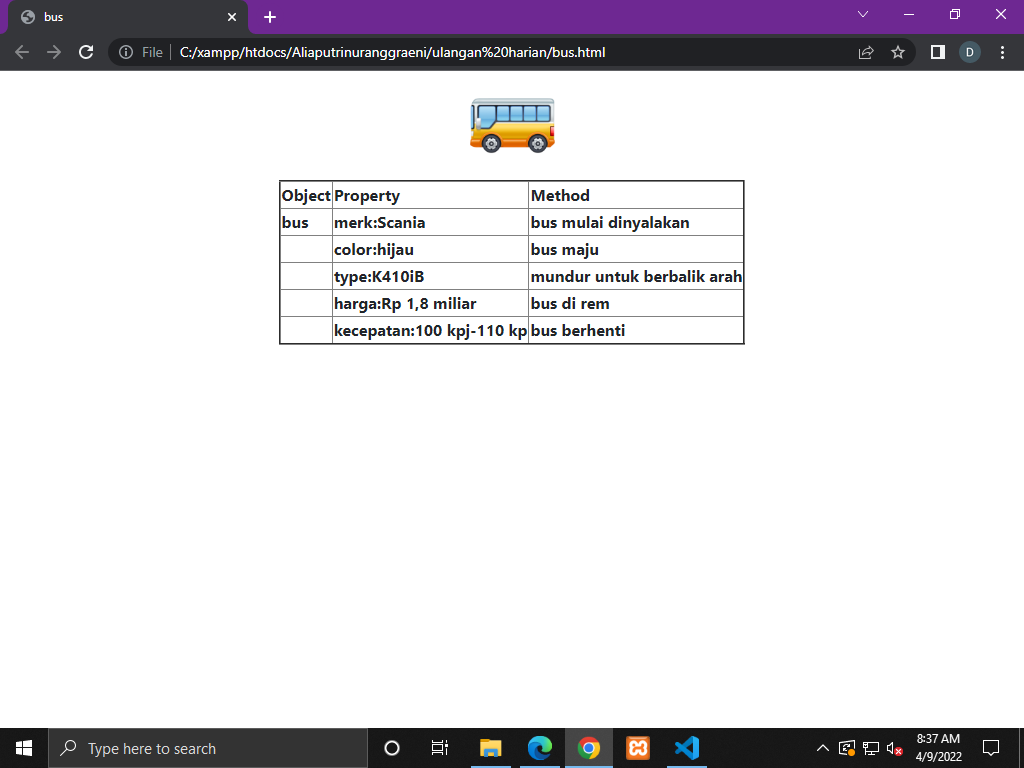 bus
File
C:/xampp/htdocs/Aliaputrinuranggraeni/ulangan%20harian/bus.html
D
Object Property Method
bus merk:Scania bus mulai dinyalakan
color:hijau bus maju
type:K410iB mundur untuk berbalik arah
harga:Rp 1,8 miliar bus di rem
kecepatan:100 kpj-110 kp bus berhenti
Type here to search
8:37 AM
4/9/2022